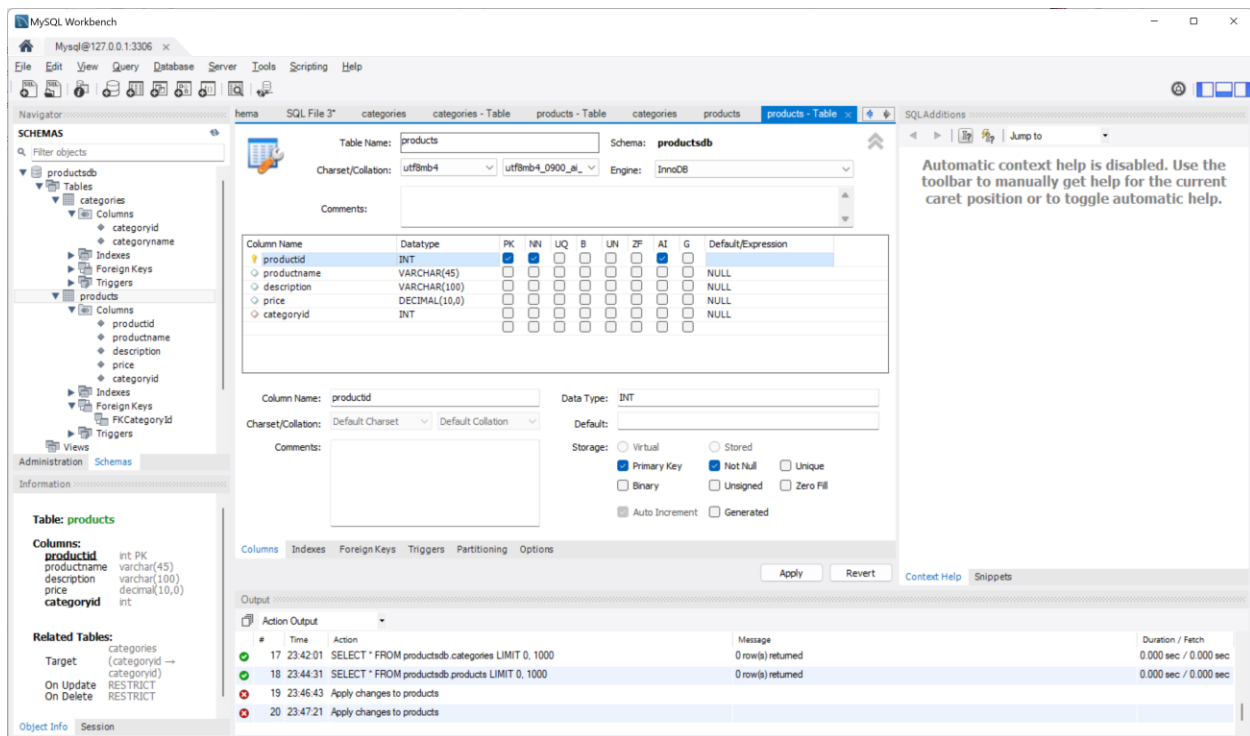 MySQL Workbench
Mysql@127.0.0.1:3306
File Edit View Query Database Server Tools Scripting Help
Navigator
SCHEMAS
Filter objects
productsdb
Tables
categories
Columns
categoryid
categoryname
Indexes
Foreign Keys
Triggers
products
Columns
productid
productname
description
price
categoryid
Indexes
Foreign Keys
FKCategoryId
Triggers
Views
Administration Schemas
Information
Table: products
Columns:
productid int PK
productname varchar(45)
description varchar(100)
price decimal(10,0)
categoryid int
Related Tables:
categories
Target (categoryid →
categoryid)
On Update RESTRICT
On Delete RESTRICT
Object Info Session
hema SQL File 3* categories categories - Table products - Table categories products products - Table
Table Name: products Schema: productsdb
Charset/Collation: utf8mb4 utf8mb4_0900_ai_ Engine: InnoDB
Comments:
Column Name Datatype PK NN UQ B UN ZF AI G Default/Expression
productid INT
productname VARCHAR(45) NULL
description VARCHAR(100) NULL
price DECIMAL(10,0) NULL
categoryid INT NULL
Column Name: productid Data Type: INT
Charset/Collation: Default Charset Default Collation Default:
Comments: Storage: Virtual Stored
Primary Key Not Null Unique
Binary Unsigned Zero Fill
Auto Increment Generated
Columns Indexes Foreign Keys Triggers Partitioning Options
Apply Revert
Output
Action Output
# Time Action Message Duration / Fetch
17 23:42:01 SELECT * FROM productsdb.categories LIMIT 0, 1000 0 row(s) returned 0.000 sec / 0.000 sec
18 23:44:31 SELECT * FROM productsdb.products LIMIT 0, 1000 0 row(s) returned 0.000 sec / 0.000 sec
19 23:46:43 Apply changes to products
20 23:47:21 Apply changes to products
SQLAdditions
Jump to
Automatic context help is disabled. Use the
toolbar to manually get help for the current
caret position or to toggle automatic help.
Context Help Snippets